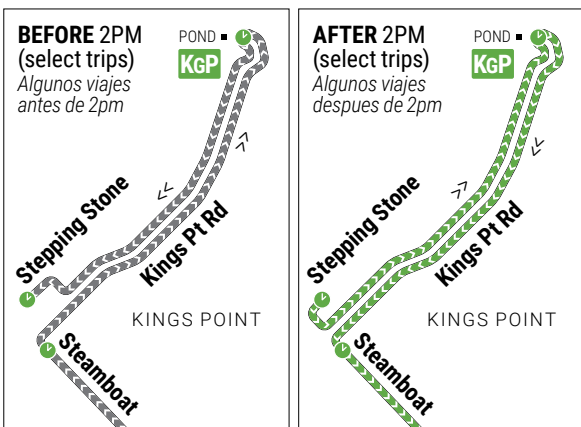 BEFORE 2PM
(select trips)
Algunos viajes
antes de 2pm
POND
KGP
Stepping Stone
Kings Pt Rd
KINGS POINT
Steamboat
AFTER 2PM
(select trips)
Algunos viajes
despues de 2pm
POND
KGP
Stepping Stone
Kings Pt Rd
KINGS POINT
Steamboat